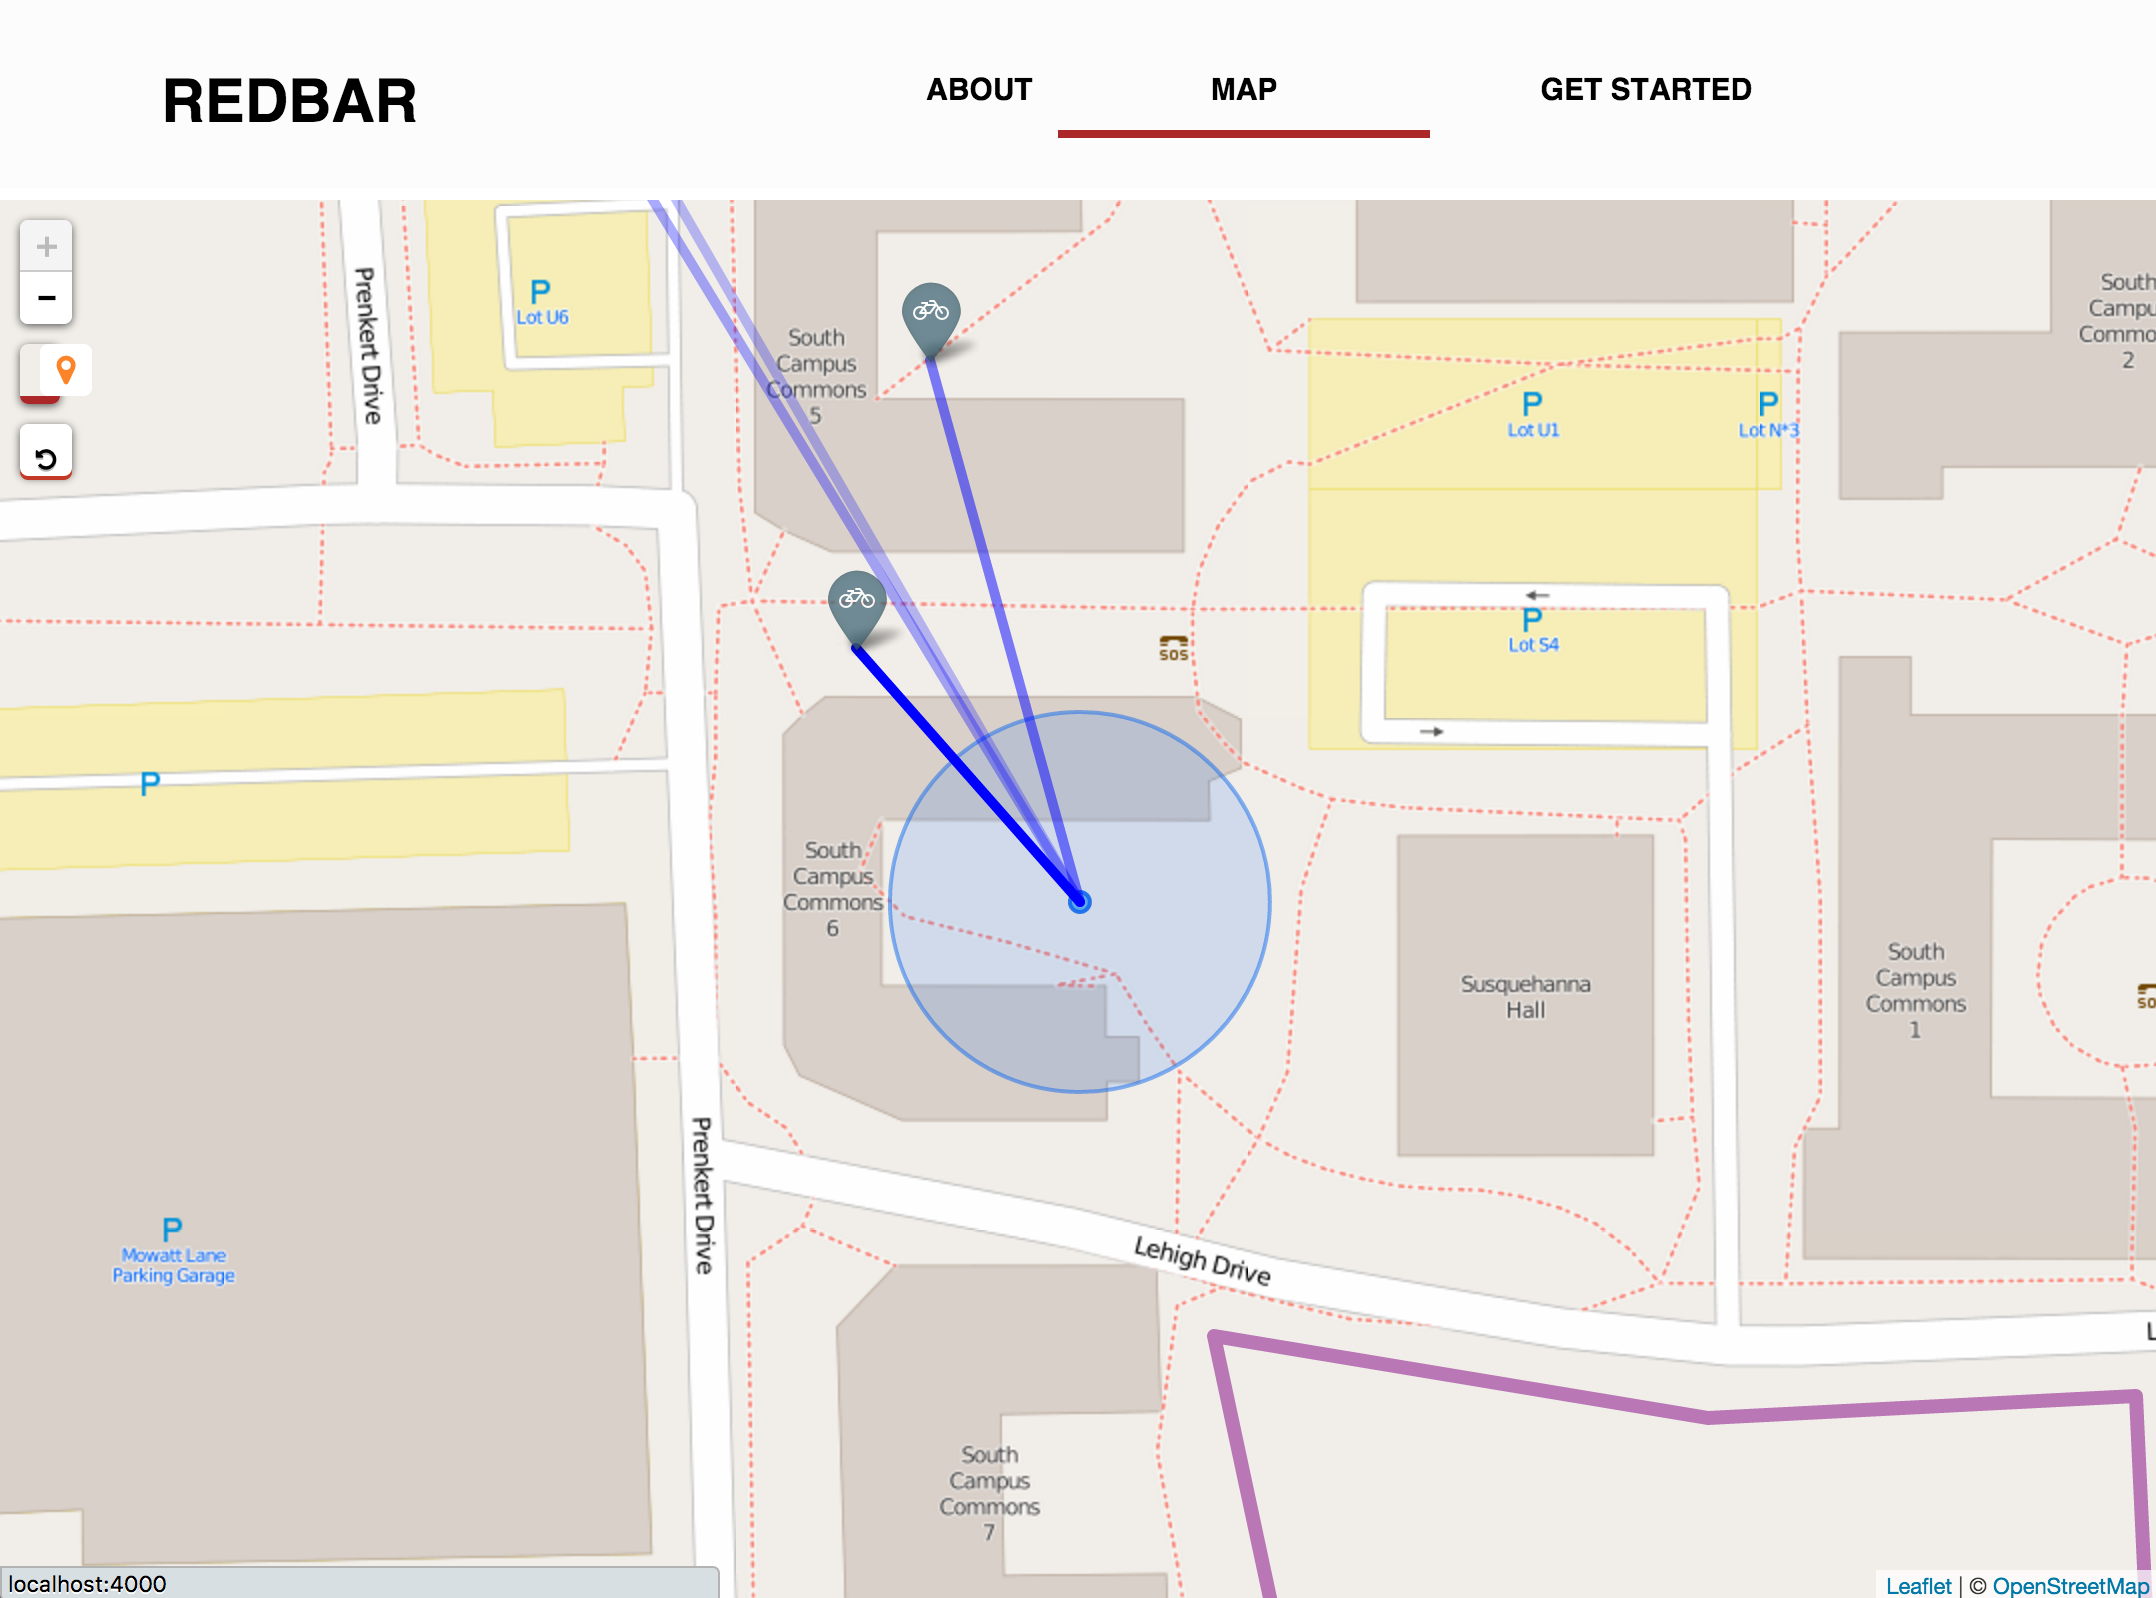 REDBAR
ABOUT
MAP
GET STARTED
+
−
Prenkert Drive
P
Lot U6
South
Campus
Commons
5
P
Lot U1
P
Lot N*3
South
Campu
Commo
2
SOS
P
Lot S4
P
South
Campus
Commons
6
Susquehanna
Hall
South
Campus
Commons
1
so
Prenkert Drive
P
Mowatt Lane
Parking Garage
Lehigh Drive
L
South
Campus
Commons
7
localhost:4000
Leaflet | © OpenStreetMap